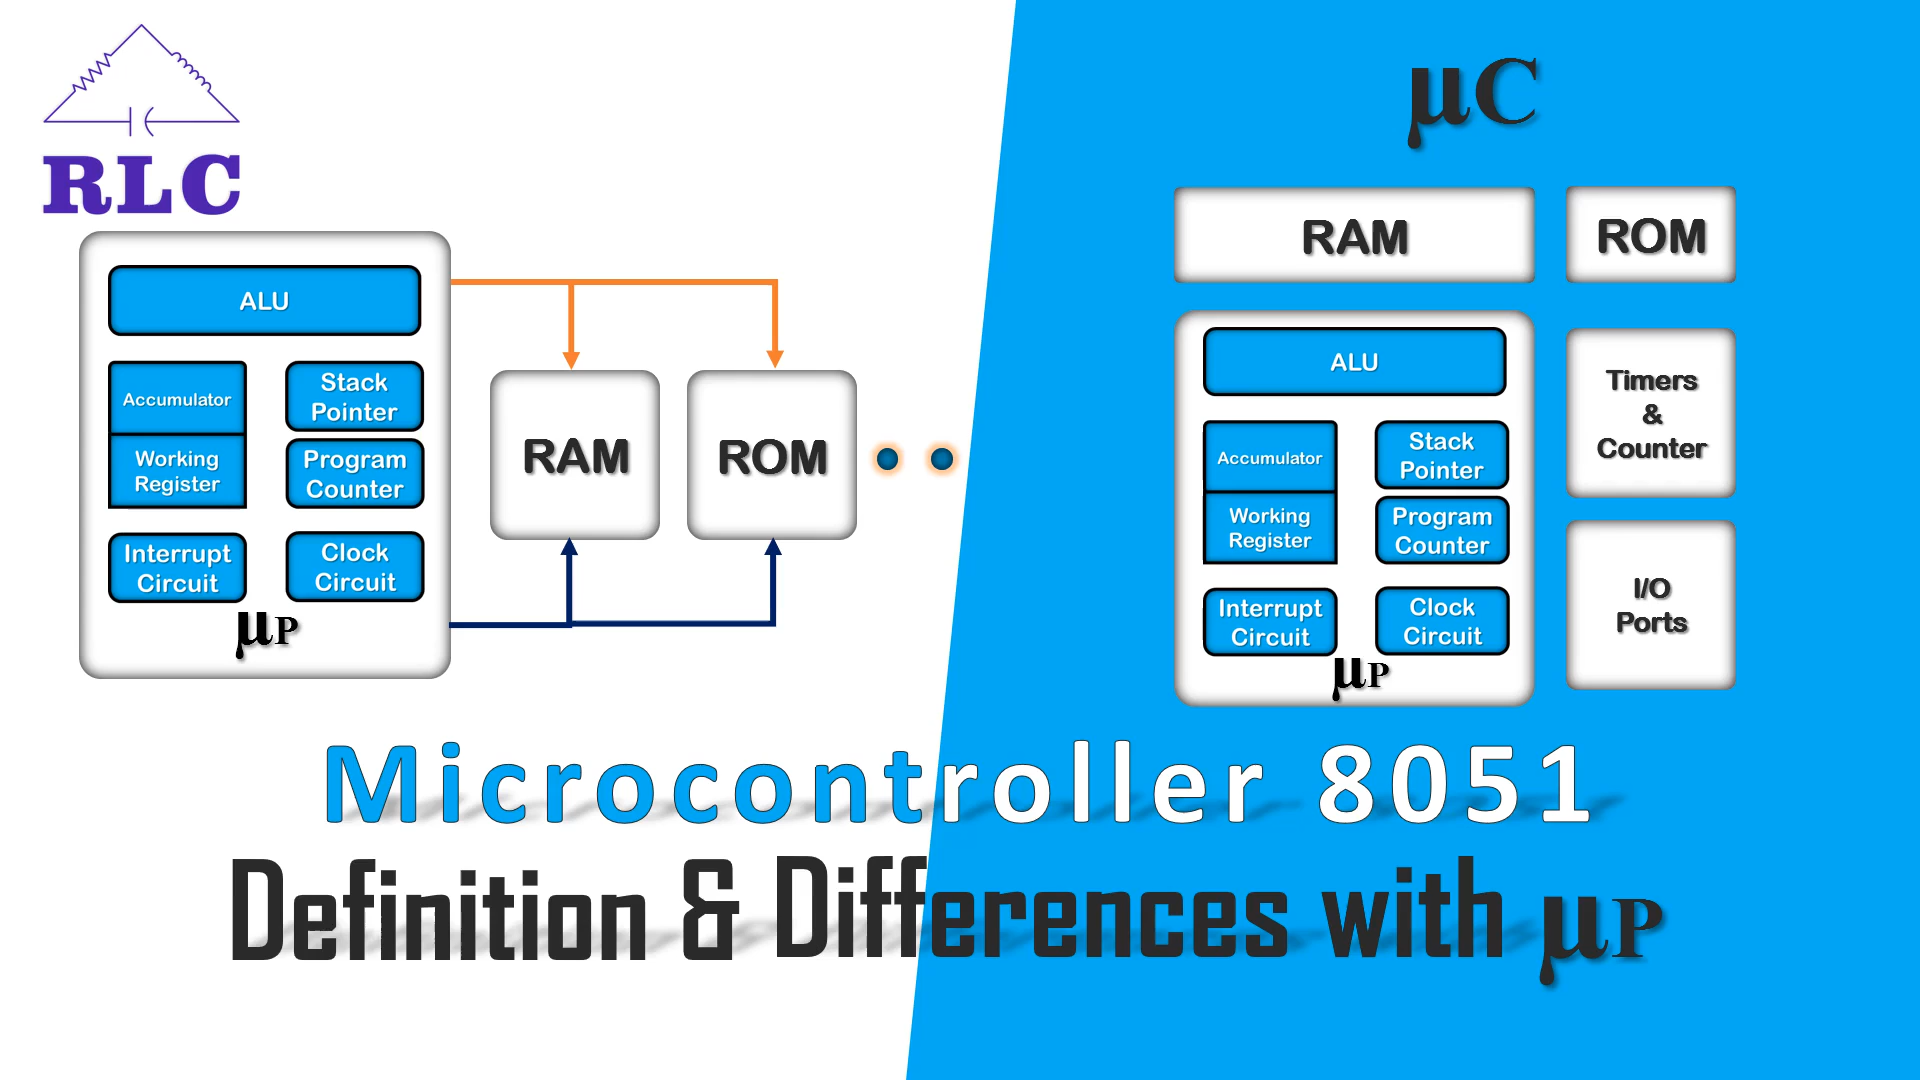 RLC
ALU
Accumulator
Working
Register
Stack
Pointer
Program
Counter
Interrupt
Circuit
Clock
Circuit
µP
RAM
ROM
µC
RAM
ROM
ALU
Accumulator
Working
Register
Stack
Pointer
Program
Counter
Interrupt
Circuit
Clock
Circuit
µP
Timers
&
Counter
I/O
Ports
Microcontroller 8051
Definition & Differences with µP